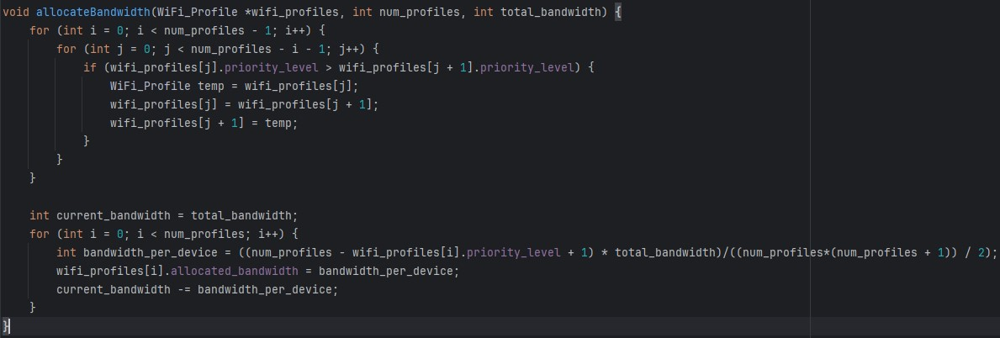 void allocateBandwidth(WiFi_Profile *wifi_profiles, int num_profiles, int total_bandwidth) {
    for (int i = 0; i < num_profiles - 1; i++) {
        for (int j = 0; j < num_profiles - i - 1; j++) {
            if (wifi_profiles[j].priority_level > wifi_profiles[j + 1].priority_level) {
                WiFi_Profile temp = wifi_profiles[j];
                wifi_profiles[j] = wifi_profiles[j + 1];
                wifi_profiles[j + 1] = temp;
            }
        }
    }

    int current_bandwidth = total_bandwidth;
    for (int i = 0; i < num_profiles; i++) {
        int bandwidth_per_device = ((num_profiles - wifi_profiles[i].priority_level + 1) * total_bandwidth)/((num_profiles*(num_profiles + 1)) / 2);
        wifi_profiles[i].allocated_bandwidth = bandwidth_per_device;
        current_bandwidth -= bandwidth_per_device;
    }
}